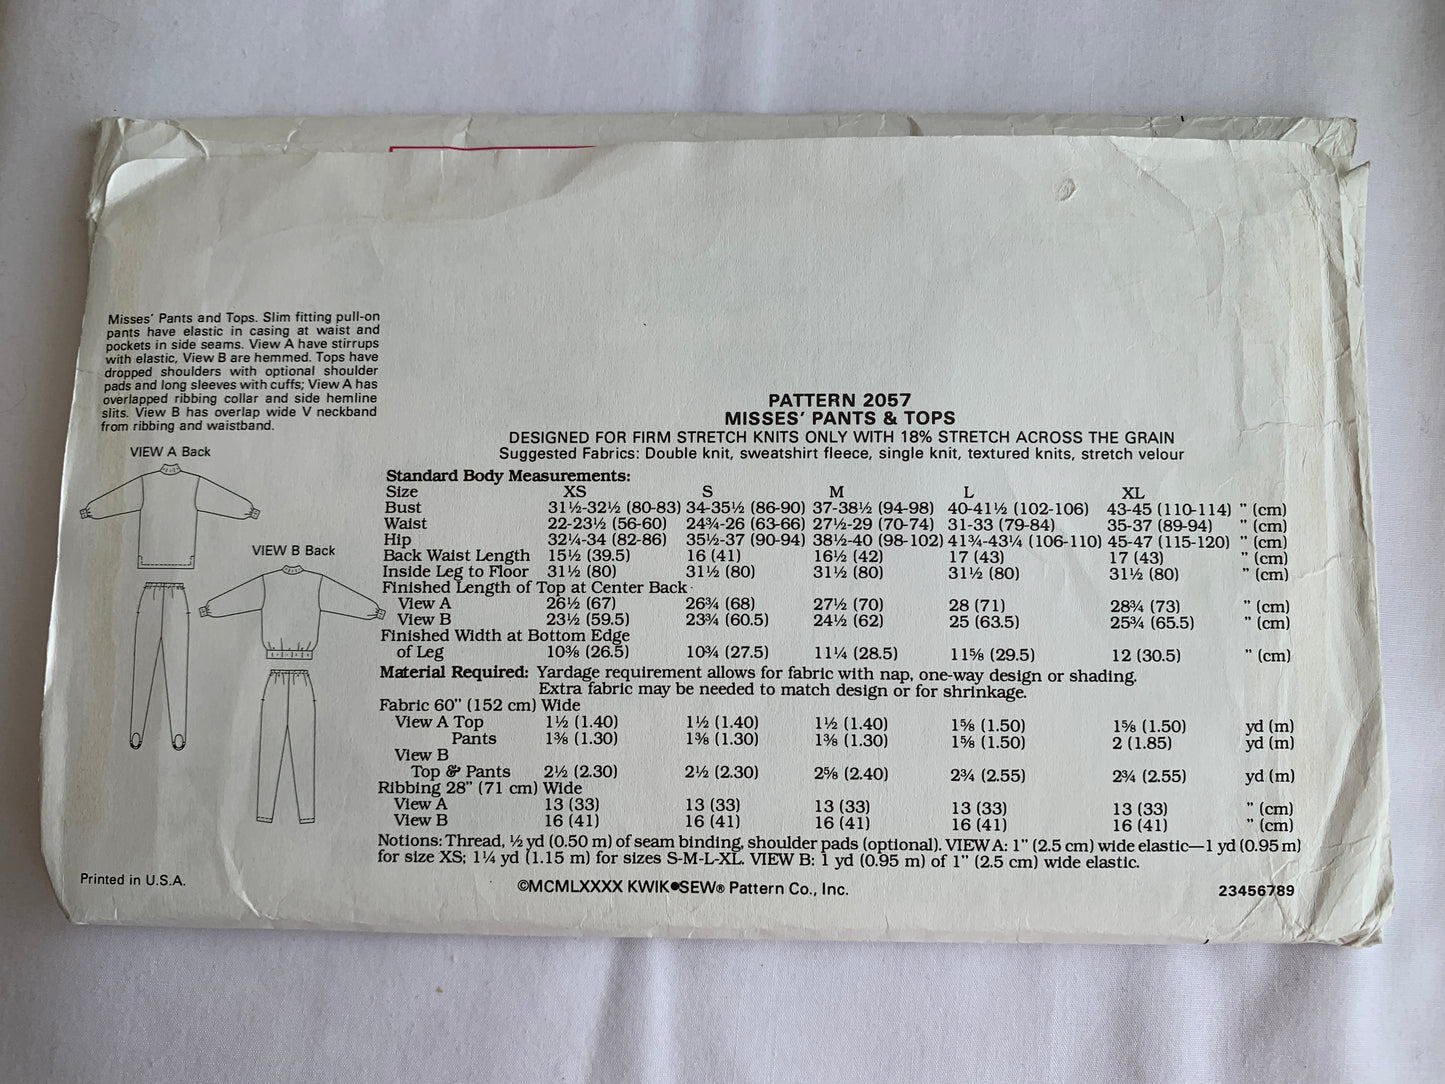 Misses' Pants and Tops. Slim fitting pull-on
pants have elastic in casing at waist and
pockets in side seams. View A have stirrups
with elastic, View B are hemmed. Tops have
dropped shoulders with optional shoulder
pads and long sleeves with cuffs; View A has
overlapped ribbing collar and side hemline
slits. View B has overlap wide V neckband
from ribbing and waistband.
VIEW A Back
VIEW B Back
Printed in U.S.A.
PATTERN 2057
MISSES' PANTS & TOPS
DESIGNED FOR FIRM STRETCH KNITS ONLY WITH 18% STRETCH ACROSS THE GRAIN
Suggested Fabrics: Double knit, sweatshirt fleece, single knit, textured knits, stretch velour
Standard Body Measurements:
Size XS S M L XL
Bust 31½-32½ (80-83) 34-35½ (86-90) 37-38½ (94-98) 40-41½ (102-106) 43-45 (110-114) " (cm)
Waist 22-23½ (56-60) 24¾-26 (63-66) 27½-29 (70-74) 31-33 (79-84) 35-37 (89-94) " (cm)
Hip 32¼-34 (82-86) 35½-37 (90-94) 38½-40 (98-102) 41¾-43¼ (106-110) 45-47 (115-120) " (cm)
Back Waist Length 15½ (39.5) 16 (41) 16½ (42) 17 (43) 17 (43) " (cm)
Inside Leg to Floor 31½ (80) 31½ (80) 31½ (80) 31½ (80) 31½ (80) " (cm)
Finished Length of Top at Center Back
View A 26½ (67) 26¾ (68) 27½ (70) 28 (71) 28¾ (73) " (cm)
View B 23½ (59.5) 23¾ (60.5) 24½ (62) 25 (63.5) 25¾ (65.5) " (cm)
Finished Width at Bottom Edge
of Leg 10⅜ (26.5) 10¾ (27.5) 11¼ (28.5) 11⅝ (29.5) 12 (30.5) " (cm)
Material Required: Yardage requirement allows for fabric with nap, one-way design or shading.
Extra fabric may be needed to match design or for shrinkage.
Fabric 60" (152 cm) Wide
View A Top 1½ (1.40) 1½ (1.40) 1½ (1.40) 1⅝ (1.50) 1⅝ (1.50) yd (m)
Pants 1⅜ (1.30) 1⅜ (1.30) 1⅜ (1.30) 1⅝ (1.50) 2 (1.85) yd (m)
View B
Top & Pants 2½ (2.30) 2½ (2.30) 2⅝ (2.40) 2¾ (2.55) 2¾ (2.55) yd (m)
Ribbing 28" (71 cm) Wide
View A 13 (33) 13 (33) 13 (33) 13 (33) 13 (33) " (cm)
View B 16 (41) 16 (41) 16 (41) 16 (41) 16 (41) " (cm)
Notions: Thread, ½ yd (0.50 m) of seam binding, shoulder pads (optional). VIEW A: 1" (2.5 cm) wide elastic—1 yd (0.95 m)
for size XS; 1¼ yd (1.15 m) for sizes S-M-L-XL. VIEW B: 1 yd (0.95 m) of 1" (2.5 cm) wide elastic.
©MCMLXXXX KWIK•SEW® Pattern Co., Inc.
23456789